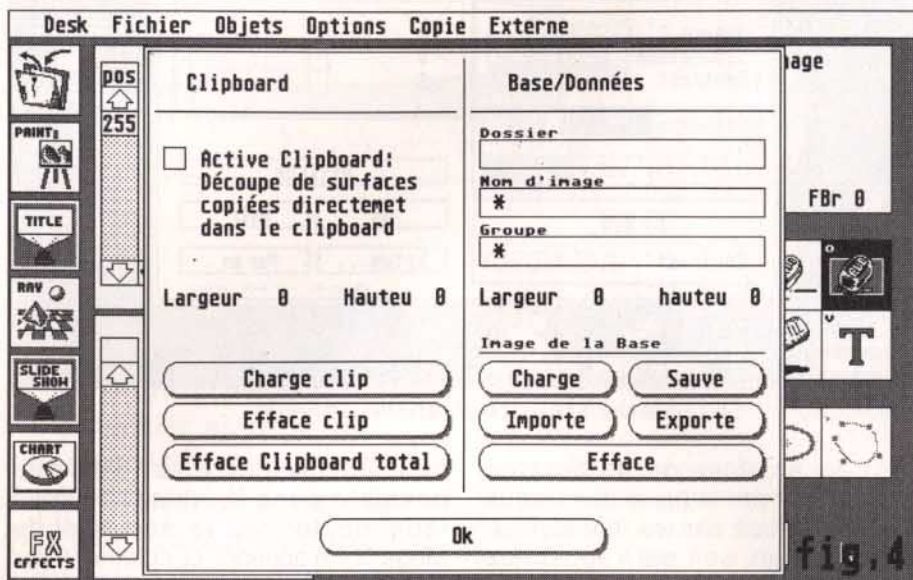 Desk Fichier Objets Options Copie Externe
PAINT
TITLE
RAY
SLIDE
SHOW
CHART
FX
EFFECTS
pos
255
Clipboard
Active Clipboard:
Découpe de surfaces
copiées directemet
dans le clipboard
Largeur 0 Hauteu 0
Charge clip
Efface clip
Efface Clipboard total
Base/Données
Dossier
Nom d'image
*
Groupe
*
Largeur 0 hauteu 0
Image de la Base
Charge Sauve
Importe Exporte
Efface
Ok
age
FBr 0
T
fig.4